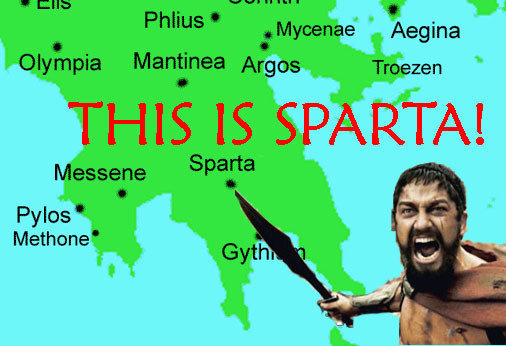 Elis
Phlius
Mycenae
Aegina
Olympia
Mantinea
Argos
Troezen
THIS IS SPARTA!
Sparta
Messene
Pylos
Methone